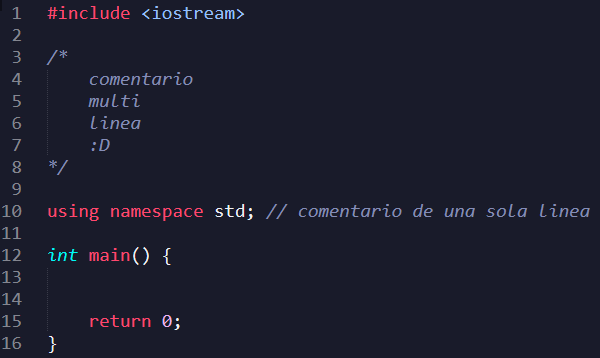 1 #include <iostream>
2
3 /*
4     comentario
5     multi
6     linea
7     :D
8 */
9
10 using namespace std; // comentario de una sola linea
11
12 int main() {
13
14
15     return 0;
16 }